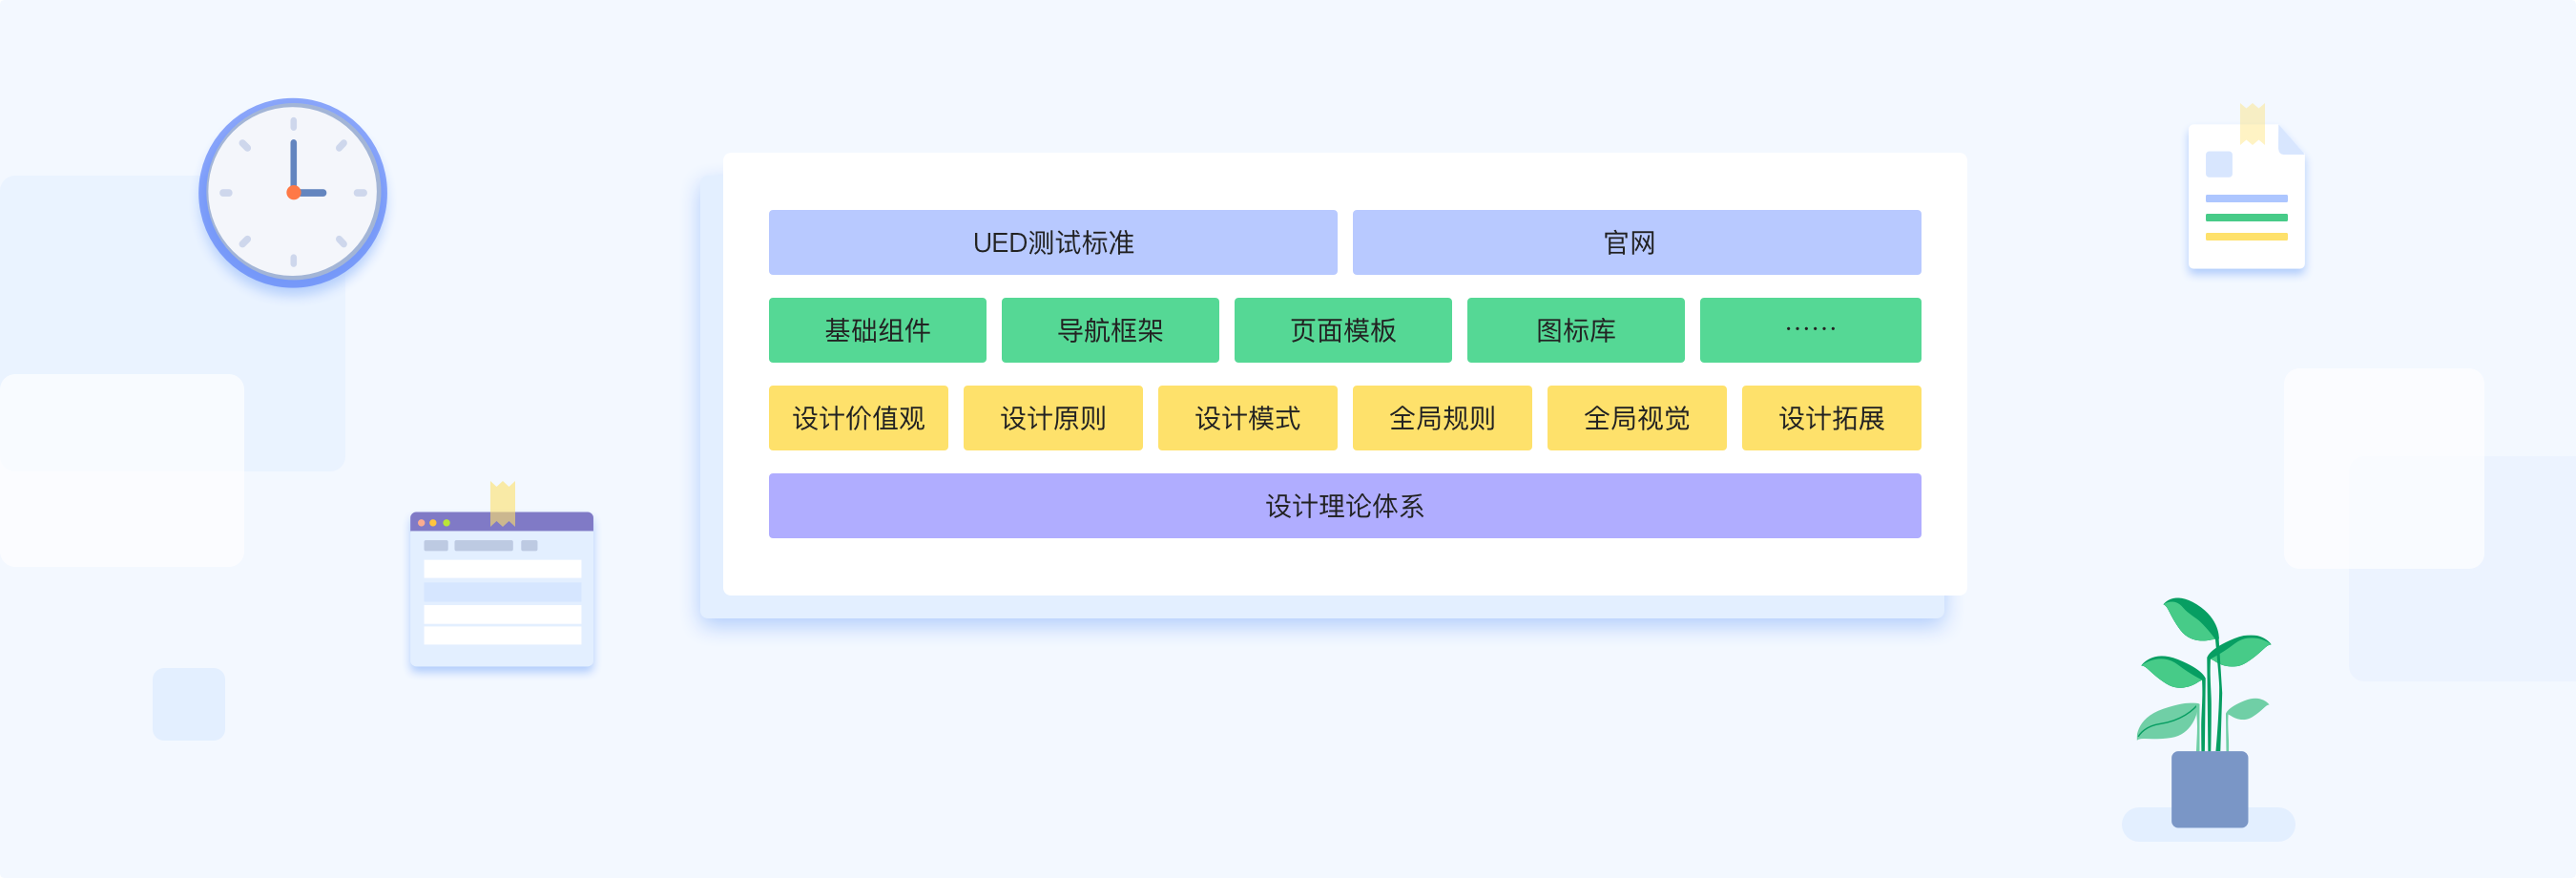 UED测试标准 官网
基础组件 导航框架 页面模板 图标库 ……
设计价值观 设计原则 设计模式 全局规则 全局视觉 设计拓展
设计理论体系